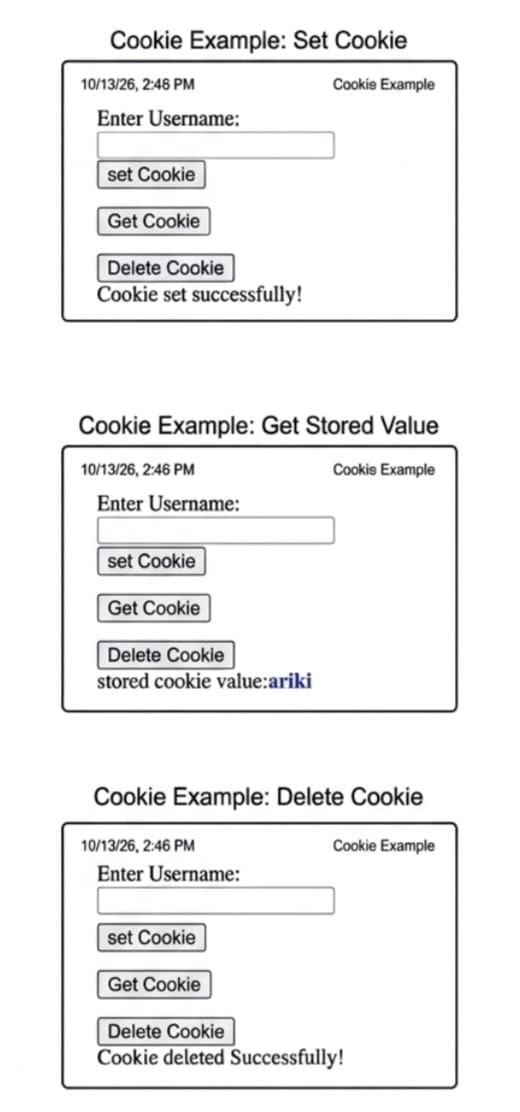 Cookie Example: Set Cookie
10/13/26, 2:46 PM Cookie Example
Enter Username:
set Cookie
Get Cookie
Delete Cookie
Cookie set successfully!
Cookie Example: Get Stored Value
10/13/26, 2:46 PM Cookie Example
Enter Username:
set Cookie
Get Cookie
Delete Cookie
stored cookie value:ariki
Cookie Example: Delete Cookie
10/13/26, 2:46 PM Cookie Example
Enter Username:
set Cookie
Get Cookie
Delete Cookie
Cookie deleted Successfully!